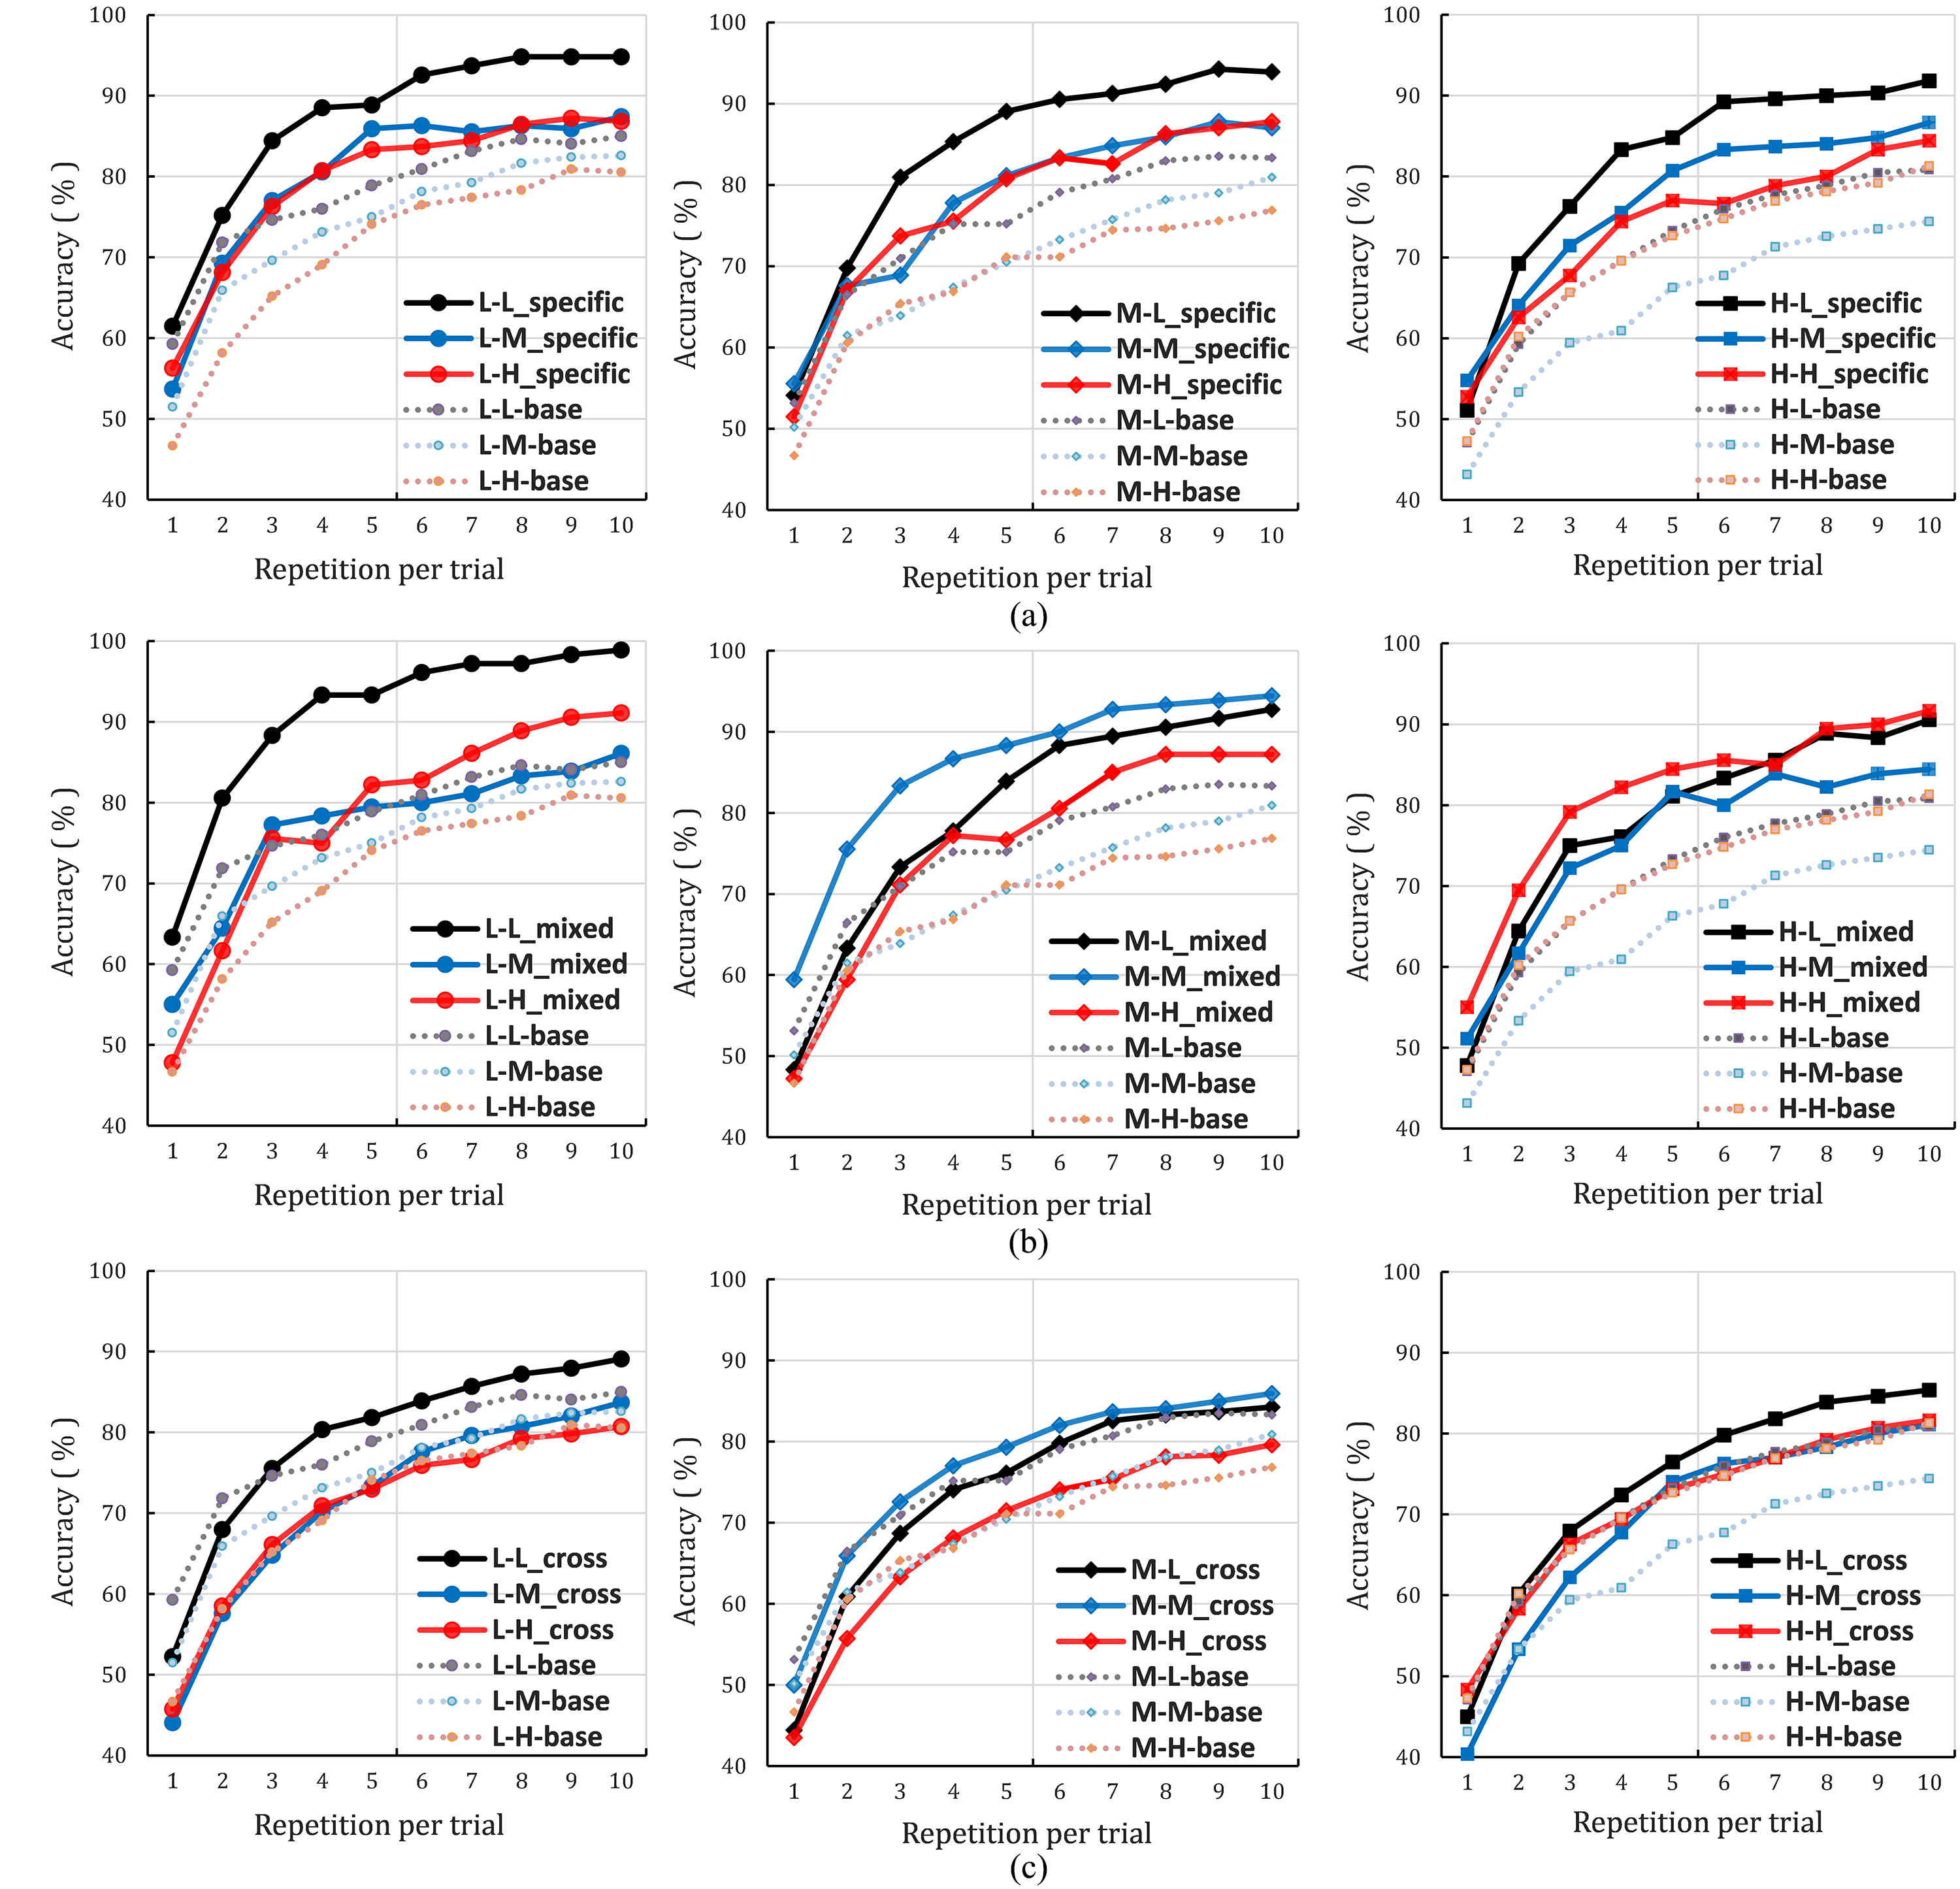 100
90
80
70
60
50
40
Accuracy ( % )
1 2 3 4 5 6 7 8 9 10
Repetition per trial
L-L_specific
L-M_specific
L-H_specific
L-L-base
L-M-base
L-H-base
100
90
80
70
60
50
40
Accuracy ( % )
1 2 3 4 5 6 7 8 9 10
Repetition per trial
M-L_specific
M-M_specific
M-H_specific
M-L-base
M-M-base
M-H-base
100
90
80
70
60
50
40
Accuracy ( % )
1 2 3 4 5 6 7 8 9 10
Repetition per trial
H-L_specific
H-M_specific
H-H_specific
H-L-base
H-M-base
H-H-base
(a)
100
90
80
70
60
50
40
Accuracy ( % )
1 2 3 4 5 6 7 8 9 10
Repetition per trial
L-L_mixed
L-M_mixed
L-H_mixed
L-L-base
L-M-base
L-H-base
100
90
80
70
60
50
40
Accuracy ( % )
1 2 3 4 5 6 7 8 9 10
Repetition per trial
M-L_mixed
M-M_mixed
M-H_mixed
M-L-base
M-M-base
M-H-base
100
90
80
70
60
50
40
Accuracy ( % )
1 2 3 4 5 6 7 8 9 10
Repetition per trial
H-L_mixed
H-M_mixed
H-H_mixed
H-L-base
H-M-base
H-H-base
(b)
100
90
80
70
60
50
40
Accuracy ( % )
1 2 3 4 5 6 7 8 9 10
Repetition per trial
L-L_cross
L-M_cross
L-H_cross
L-L-base
L-M-base
L-H-base
100
90
80
70
60
50
40
Accuracy ( % )
1 2 3 4 5 6 7 8 9 10
Repetition per trial
M-L_cross
M-M_cross
M-H_cross
M-L-base
M-M-base
M-H-base
100
90
80
70
60
50
40
Accuracy ( % )
1 2 3 4 5 6 7 8 9 10
Repetition per trial
H-L_cross
H-M_cross
H-H_cross
H-L-base
H-M-base
H-H-base
(c)